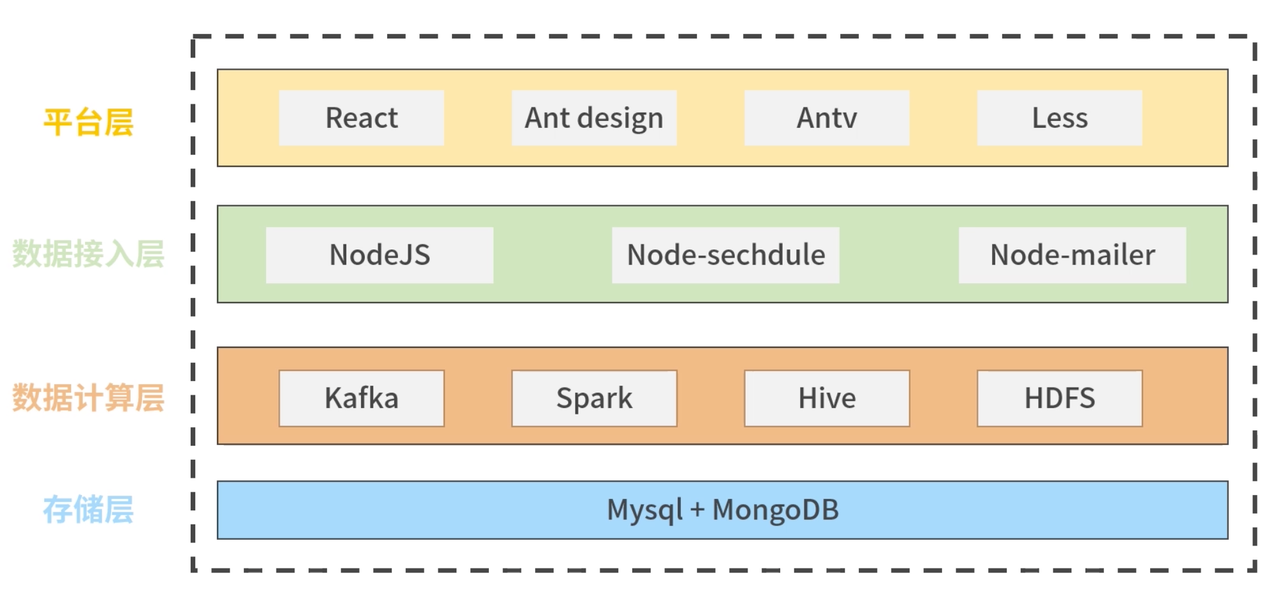 平台层
React
Ant design
Antv
Less
数据接入层
NodeJS
Node-sechdule
Node-mailer
数据计算层
Kafka
Spark
Hive
HDFS
存储层
Mysql + MongoDB